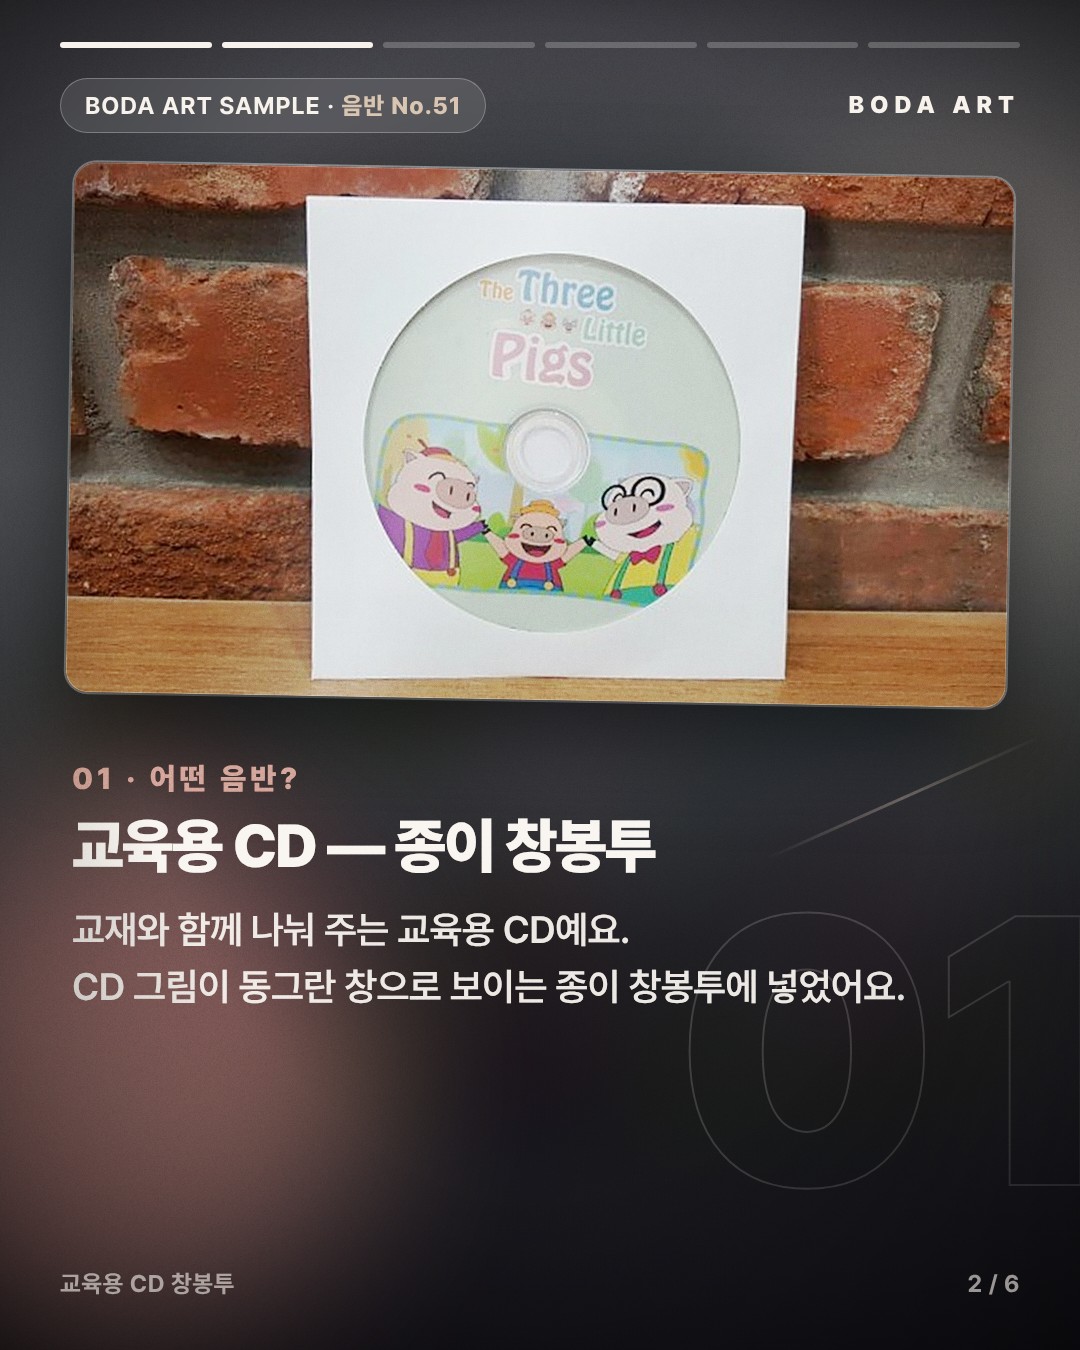 BODA ART SAMPLE · 음반 No.51
BODA ART
The Three
Little
Pigs
01 · 어떤 음반?
교육용 CD — 종이 창봉투
교재와 함께 나눠 주는 교육용 CD예요.
CD 그림이 동그란 창으로 보이는 종이 창봉투에 넣었어요.
01
교육용 CD 창봉투
2 / 6